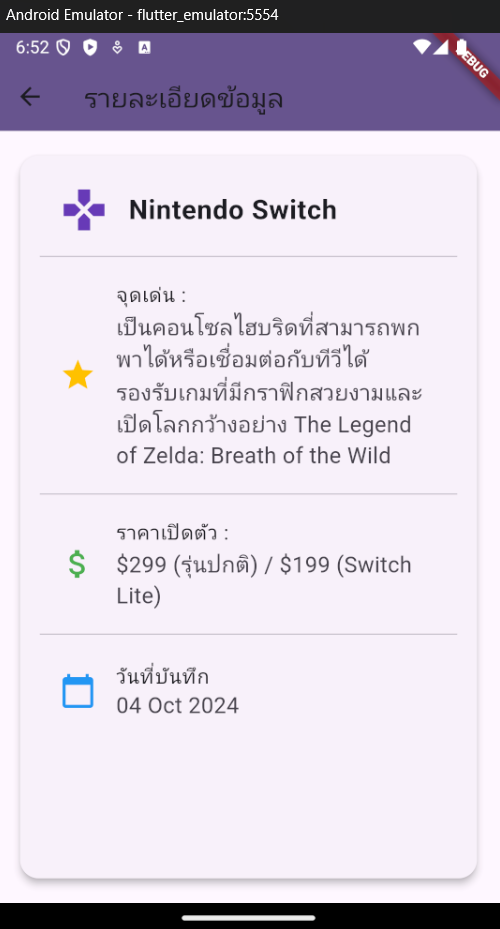 Android Emulator - flutter_emulator:5554
6:52
A
DEBUG
รายละเอียดข้อมูล
Nintendo Switch
จุดเด่น :
เป็นคอนโซลไฮบริดที่สามารถพก
พาได้หรือเชื่อมต่อกับทีวีได้
รองรับเกมที่มีกราฟิกสวยงามและ
เปิดโลกกว้างอย่าง The Legend
of Zelda: Breath of the Wild
ราคาเปิดตัว :
$299 (รุ่นปกติ) / $199 (Switch
Lite)
วันที่บันทึก
04 Oct 2024